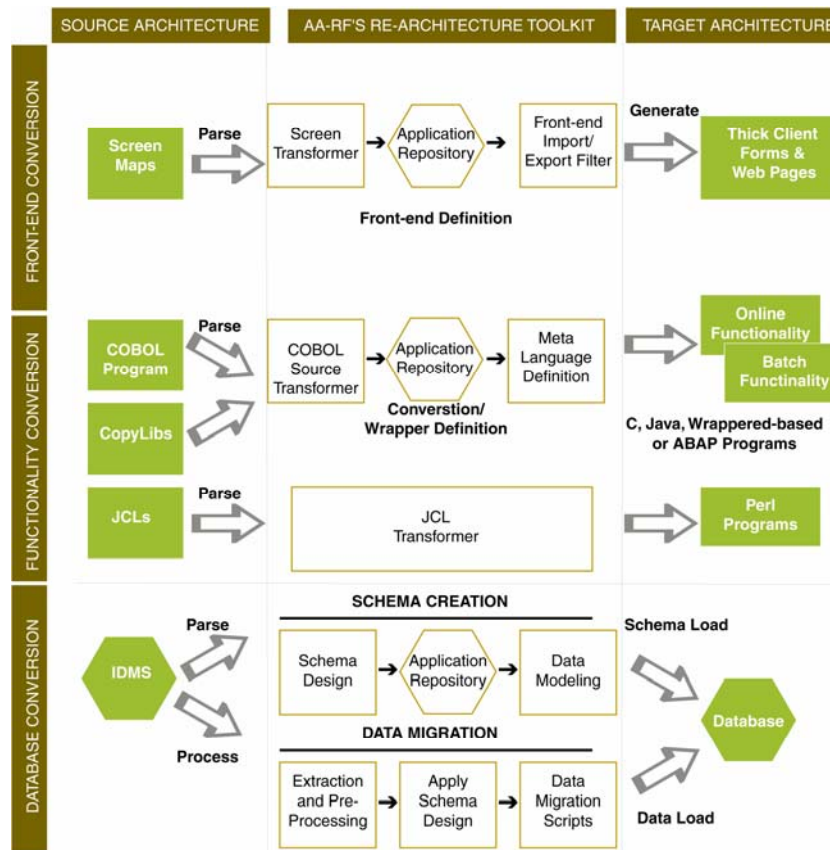 SOURCE ARCHITECTURE
AA-RF'S RE-ARCHITECTURE TOOLKIT
TARGET ARCHITECTURE
FRONT-END CONVERSION
Screen
Maps
Parse
Screen
Transformer
Application
Repository
Front-end
Import/
Export Filter
Generate
Thick Client
Forms &
Web Pages
Front-end Definition
FUNCTIONALITY CONVERSION
COBOL
Program
Parse
CopyLibs
COBOL
Source
Transformer
Application
Repository
Meta
Language
Definition
Converstion/
Wrapper Definition
Online
Functionality
Batch
Functinality
C, Java, Wrappered-based
or ABAP Programs
JCLs
Parse
JCL
Transformer
Perl
Programs
DATABASE CONVERSION
IDMS
Parse
Process
SCHEMA CREATION
Schema
Design
Application
Repository
Data
Modeling
Schema Load
DATA MIGRATION
Extraction
and Pre-
Processing
Apply
Schema
Design
Data
Migration
Scripts
Database
Data Load